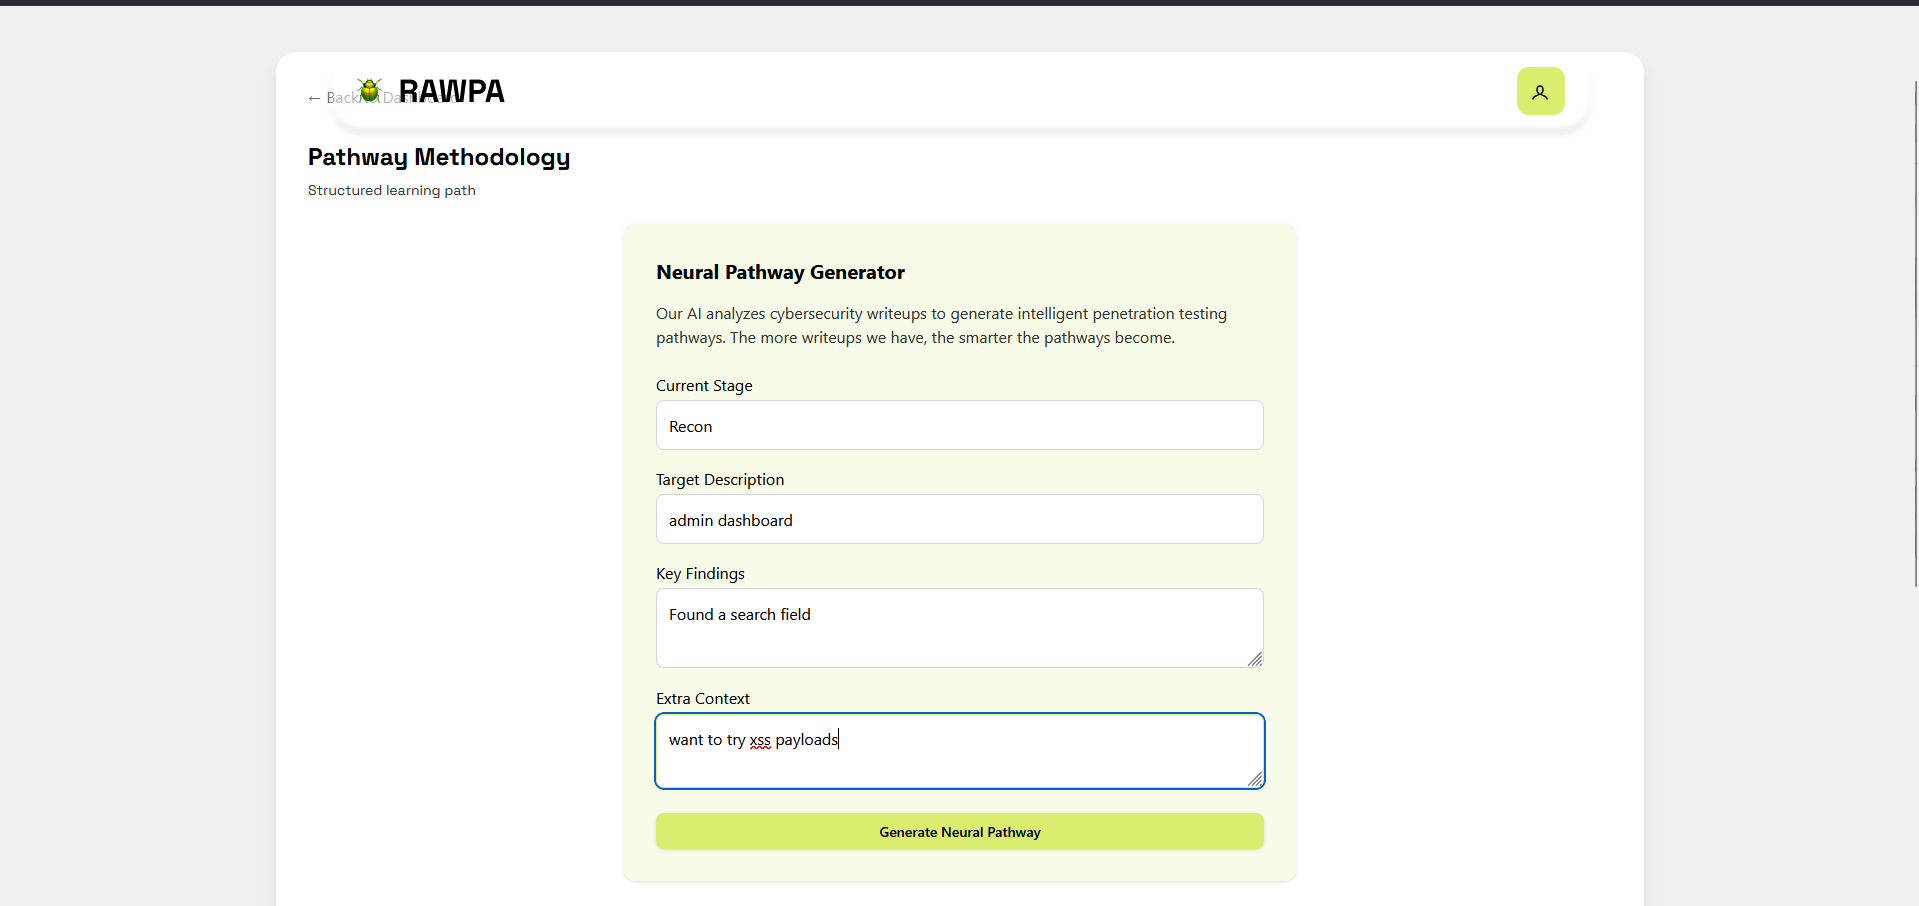 ← Back to Dashboard
RAWPA
Pathway Methodology
Structured learning path
Neural Pathway Generator
Our AI analyzes cybersecurity writeups to generate intelligent penetration testing
pathways. The more writeups we have, the smarter the pathways become.
Current Stage
Recon
Target Description
admin dashboard
Key Findings
Found a search field
Extra Context
want to try xss payloads
Generate Neural Pathway